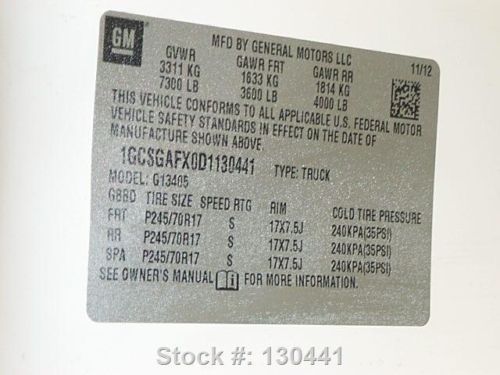 GM
MFD BY GENERAL MOTORS LLC
GVWR GAWR FRT GAWR RR 11/12
3311 KG 1633 KG 1814 KG
7300 LB 3600 LB 4000 LB
THIS VEHICLE CONFORMS TO ALL APPLICABLE U.S. FEDERAL MOTOR
VEHICLE SAFETY STANDARDS IN EFFECT ON THE DATE OF
MANUFACTURE SHOWN ABOVE.
1GCSGAFX0D1130441 TYPE: TRUCK
MODEL: G13405
GBBD TIRE SIZE SPEED RTG RIM COLD TIRE PRESSURE
FRT P245/70R17 S 17X7.5J 240KPA(35PSI)
RR P245/70R17 S 17X7.5J 240KPA(35PSI)
SPA P245/70R17 S 17X7.5J 240KPA(35PSI)
SEE OWNER'S MANUAL FOR MORE INFORMATION.
Stock #: 130441